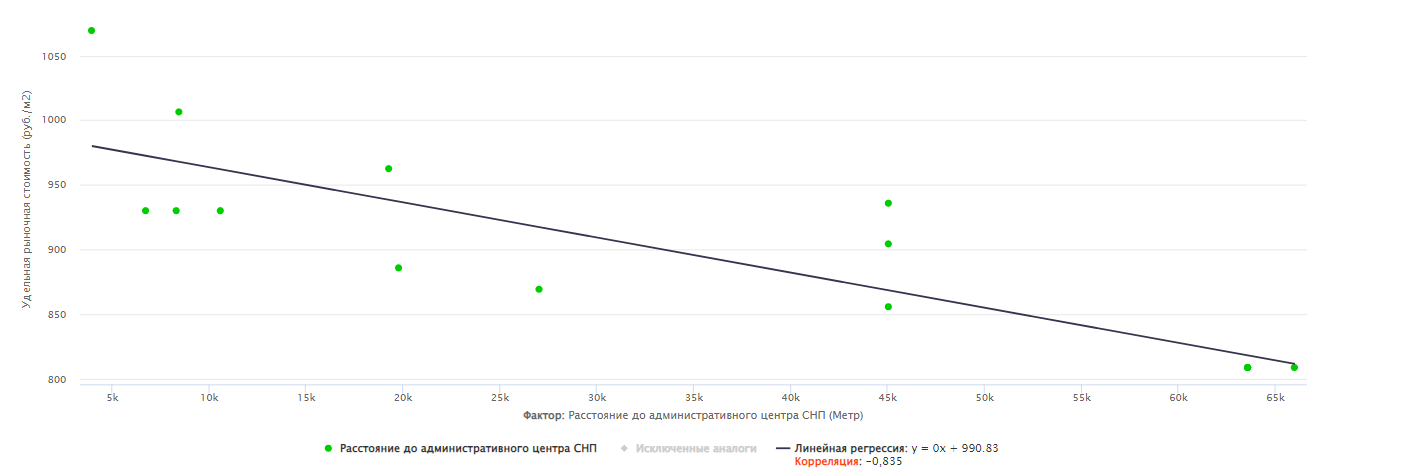 1050
1000
950
900
850
800
Удельная рыночная стоимость (руб./м2)
5k 10k 15k 20k 25k 30k 35k 40k 45k 50k 55k 60k 65k
Фактор: Расстояние до административного центра СНП (Метр)
Расстояние до административного центра СНП Исключенные аналоги Линейная регрессия: y = 0x + 990.83
Корреляция: -0,835